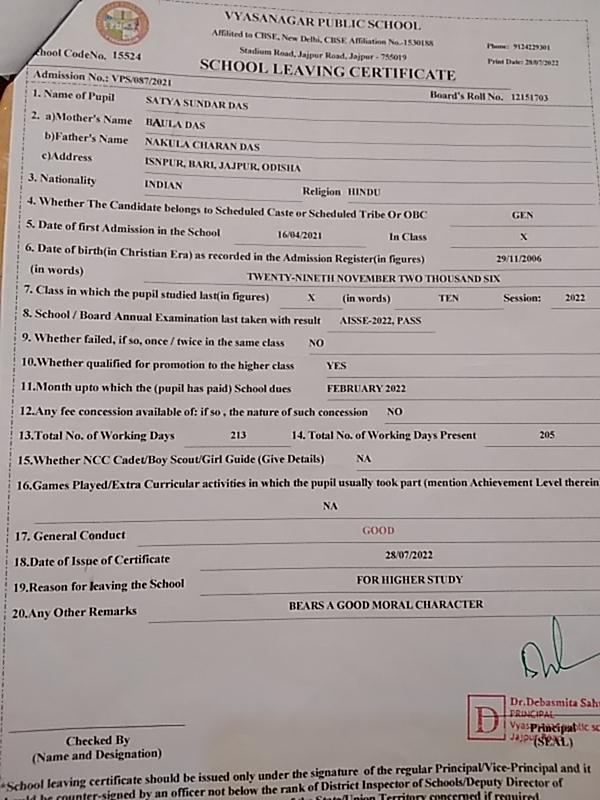 VYASANAGAR PUBLIC SCHOOL
Affilited to CBSE, New Delhi, CBSE Affiliation No.-1530188
Stadium Road, Jajpur Road, Jajpur - 755019
Phone: 9124229301
Print Date: 28/07/2022
chool CodeNo. 15524
SCHOOL LEAVING CERTIFICATE
Admission No.: VPS/087/2021
Board's Roll No. 12151703
1. Name of Pupil SATYA SUNDAR DAS
2. a)Mother's Name BAULA DAS
b)Father's Name NAKULA CHARAN DAS
c)Address ISNPUR, BARI, JAJPUR, ODISHA
3. Nationality INDIAN Religion HINDU
4. Whether The Candidate belongs to Scheduled Caste or Scheduled Tribe Or OBC GEN
5. Date of first Admission in the School 16/04/2021 In Class X
6. Date of birth(in Christian Era) as recorded in the Admission Register(in figures) 29/11/2006
(in words) TWENTY-NINETH NOVEMBER TWO THOUSAND SIX
7. Class in which the pupil studied last(in figures) X (in words) TEN Session: 2022
8. School / Board Annual Examination last taken with result AISSE-2022, PASS
9. Whether failed, if so, once / twice in the same class NO
10.Whether qualified for promotion to the higher class YES
11.Month upto which the (pupil has paid) School dues FEBRUARY 2022
12.Any fee concession available of: if so , the nature of such concession NO
13.Total No. of Working Days 213 14. Total No. of Working Days Present 205
15.Whether NCC Cadet/Boy Scout/Girl Guide (Give Details) NA
16.Games Played/Extra Curricular activities in which the pupil usually took part (mention Achievement Level therein
NA
17. General Conduct GOOD
18.Date of Issue of Certificate 28/07/2022
19.Reason for leaving the School FOR HIGHER STUDY
20.Any Other Remarks BEARS A GOOD MORAL CHARACTER
D
Dr.Debasmita Sah
PRINCIPAL
Principal
(SEAL)
Checked By
(Name and Designation)
*School leaving certificate should be issued only under the signature of the regular Principal/Vice-Principal and it
be counter-signed by an officer not below the rank of District Inspector of Schools/Deputy Director of
State/Union Territory concerned if required